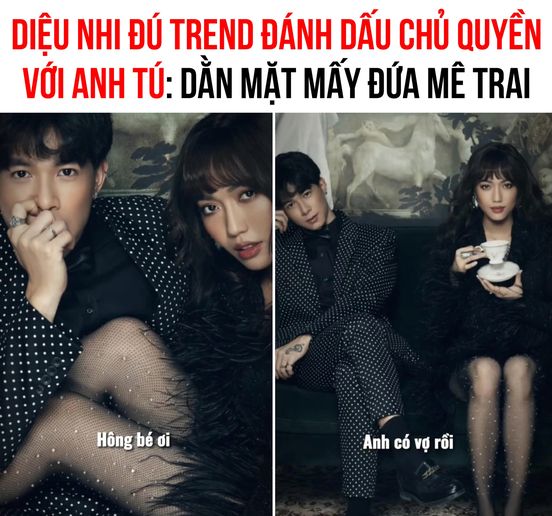 DIỆU NHI ĐÚ TREND ĐÁNH DẤU CHỦ QUYỀN
VỚI ANH TÚ: DẰN MẶT MẤY ĐỨA MÊ TRAI
Hông bé ơi
Anh có vợ rồi